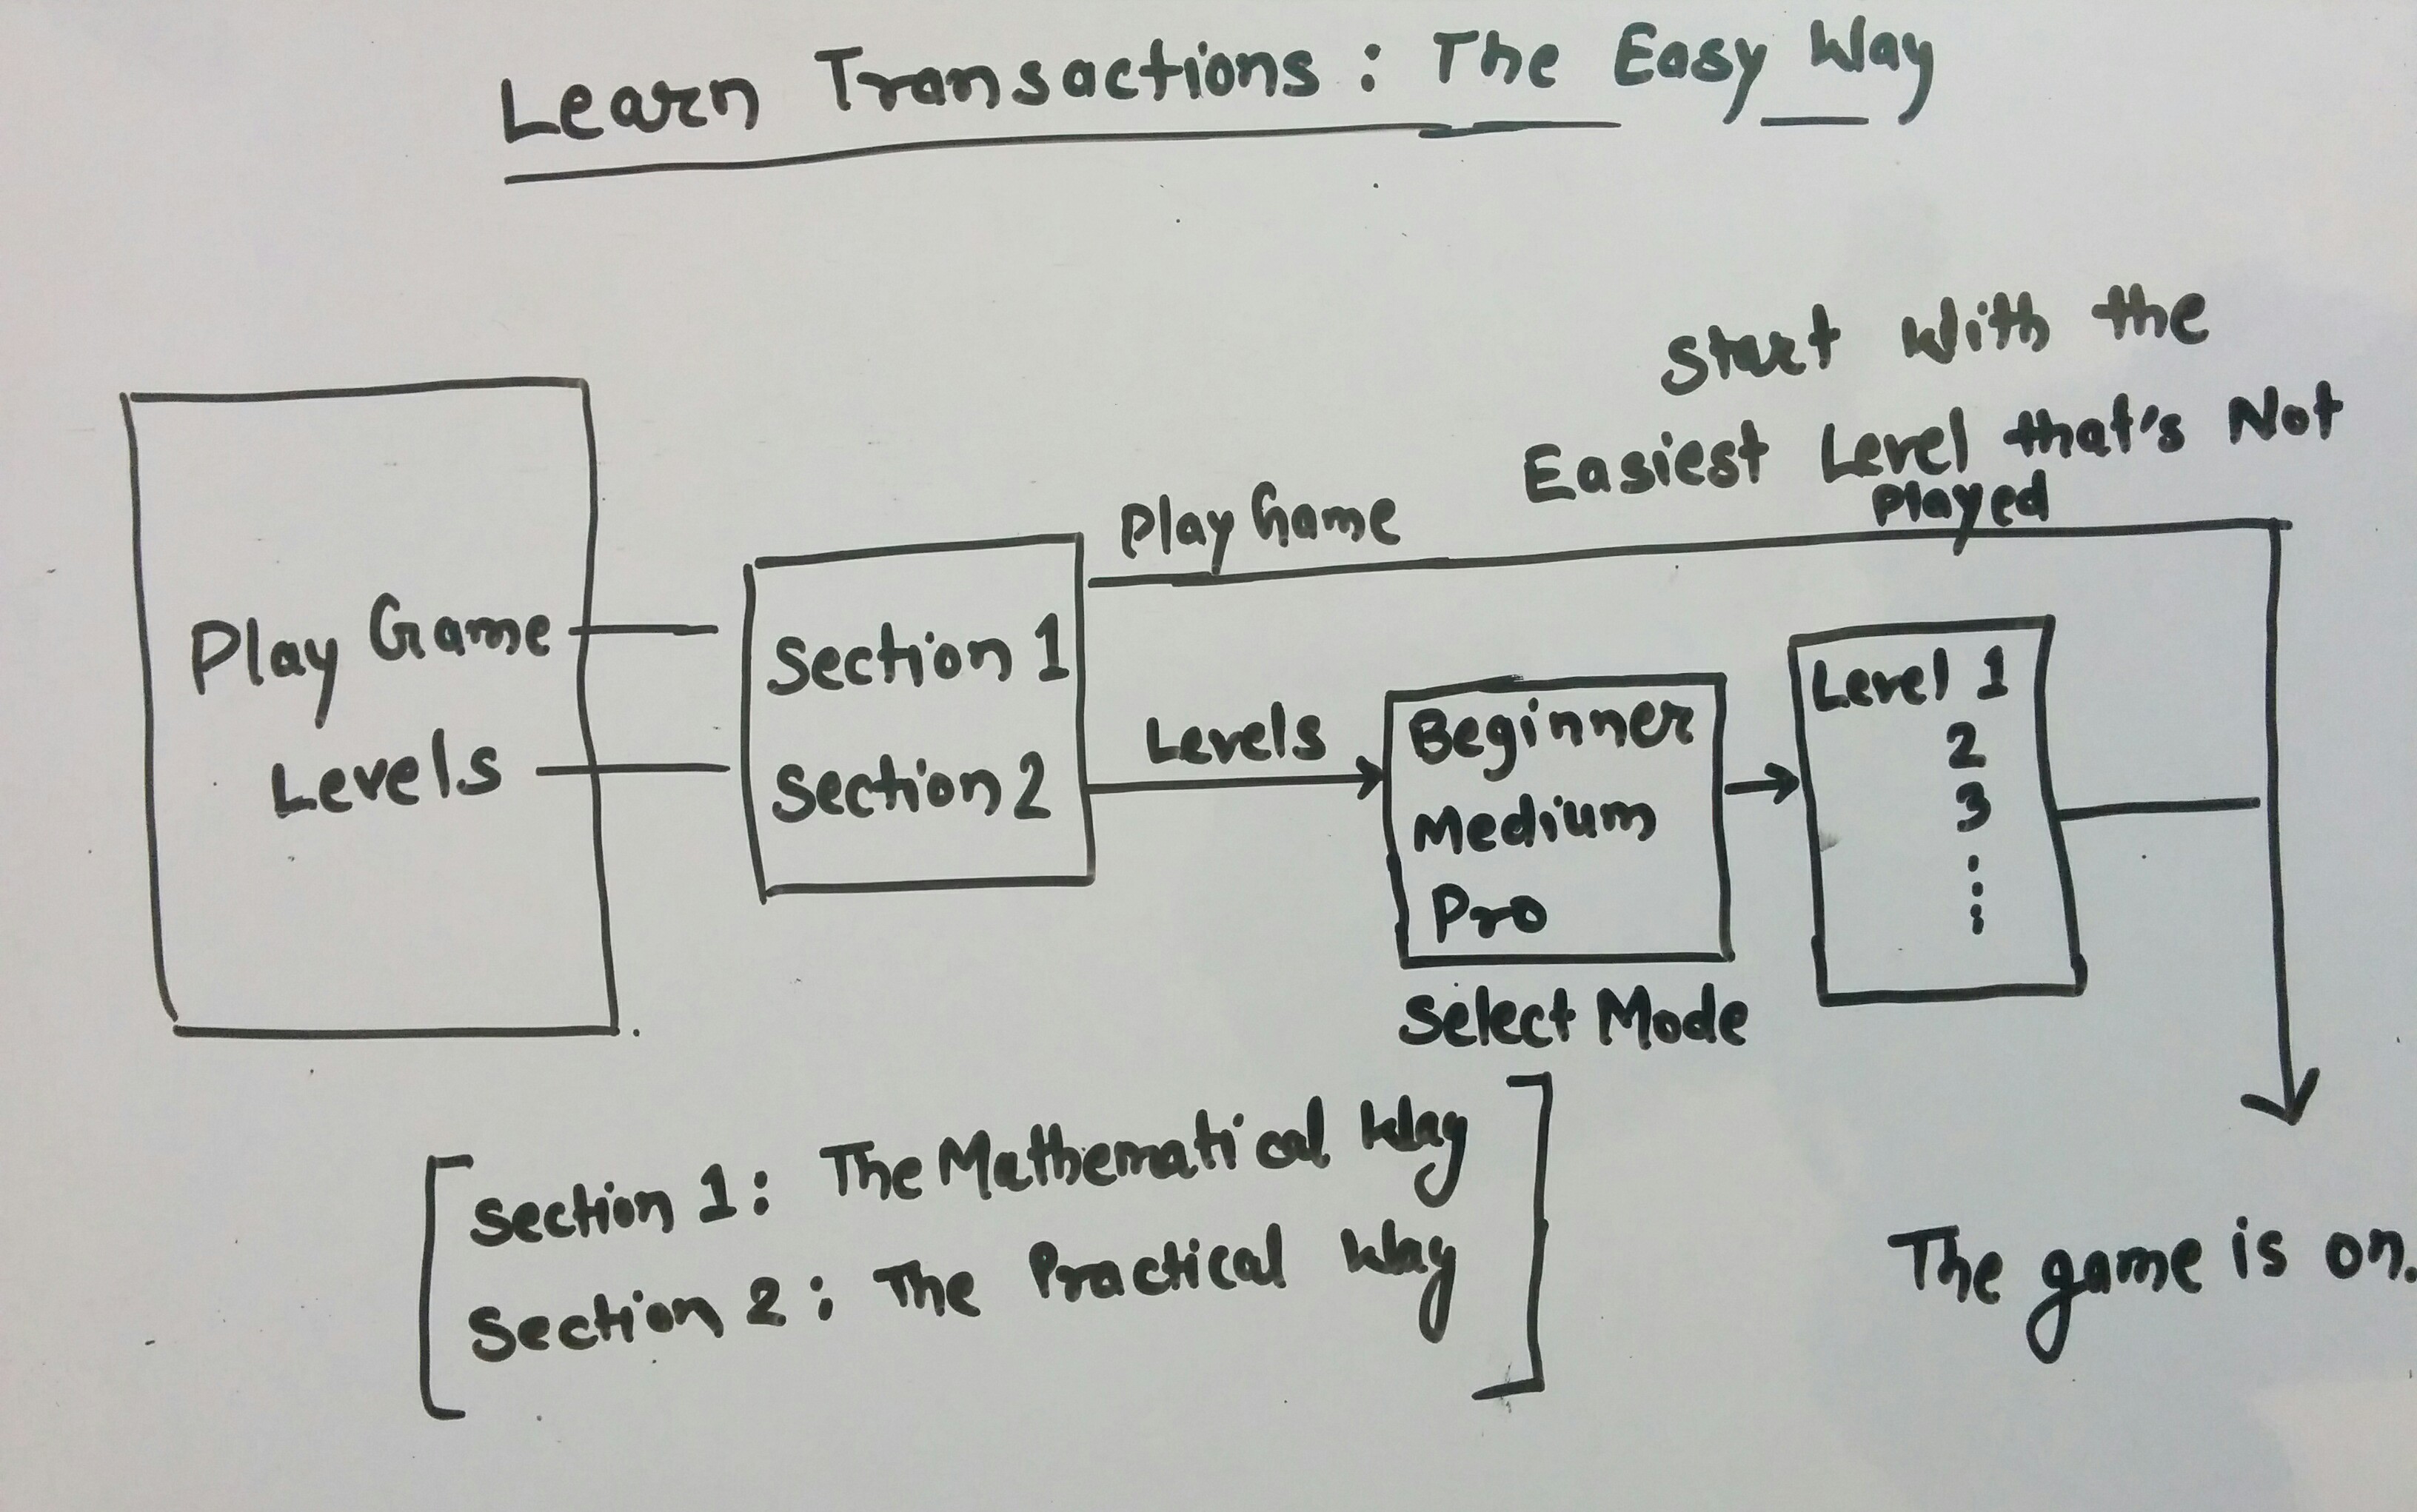 Learn Transactions : The Easy Way
Start With the
Easiest Level that's Not
Played
Play Game
Play Game
Levels
Section 1
Section 2
Levels
Beginner
Medium
Pro
Select Mode
Level 1
2
3
Section 1: The Mathematical Way
Section 2: The Practical Way
The game is on.